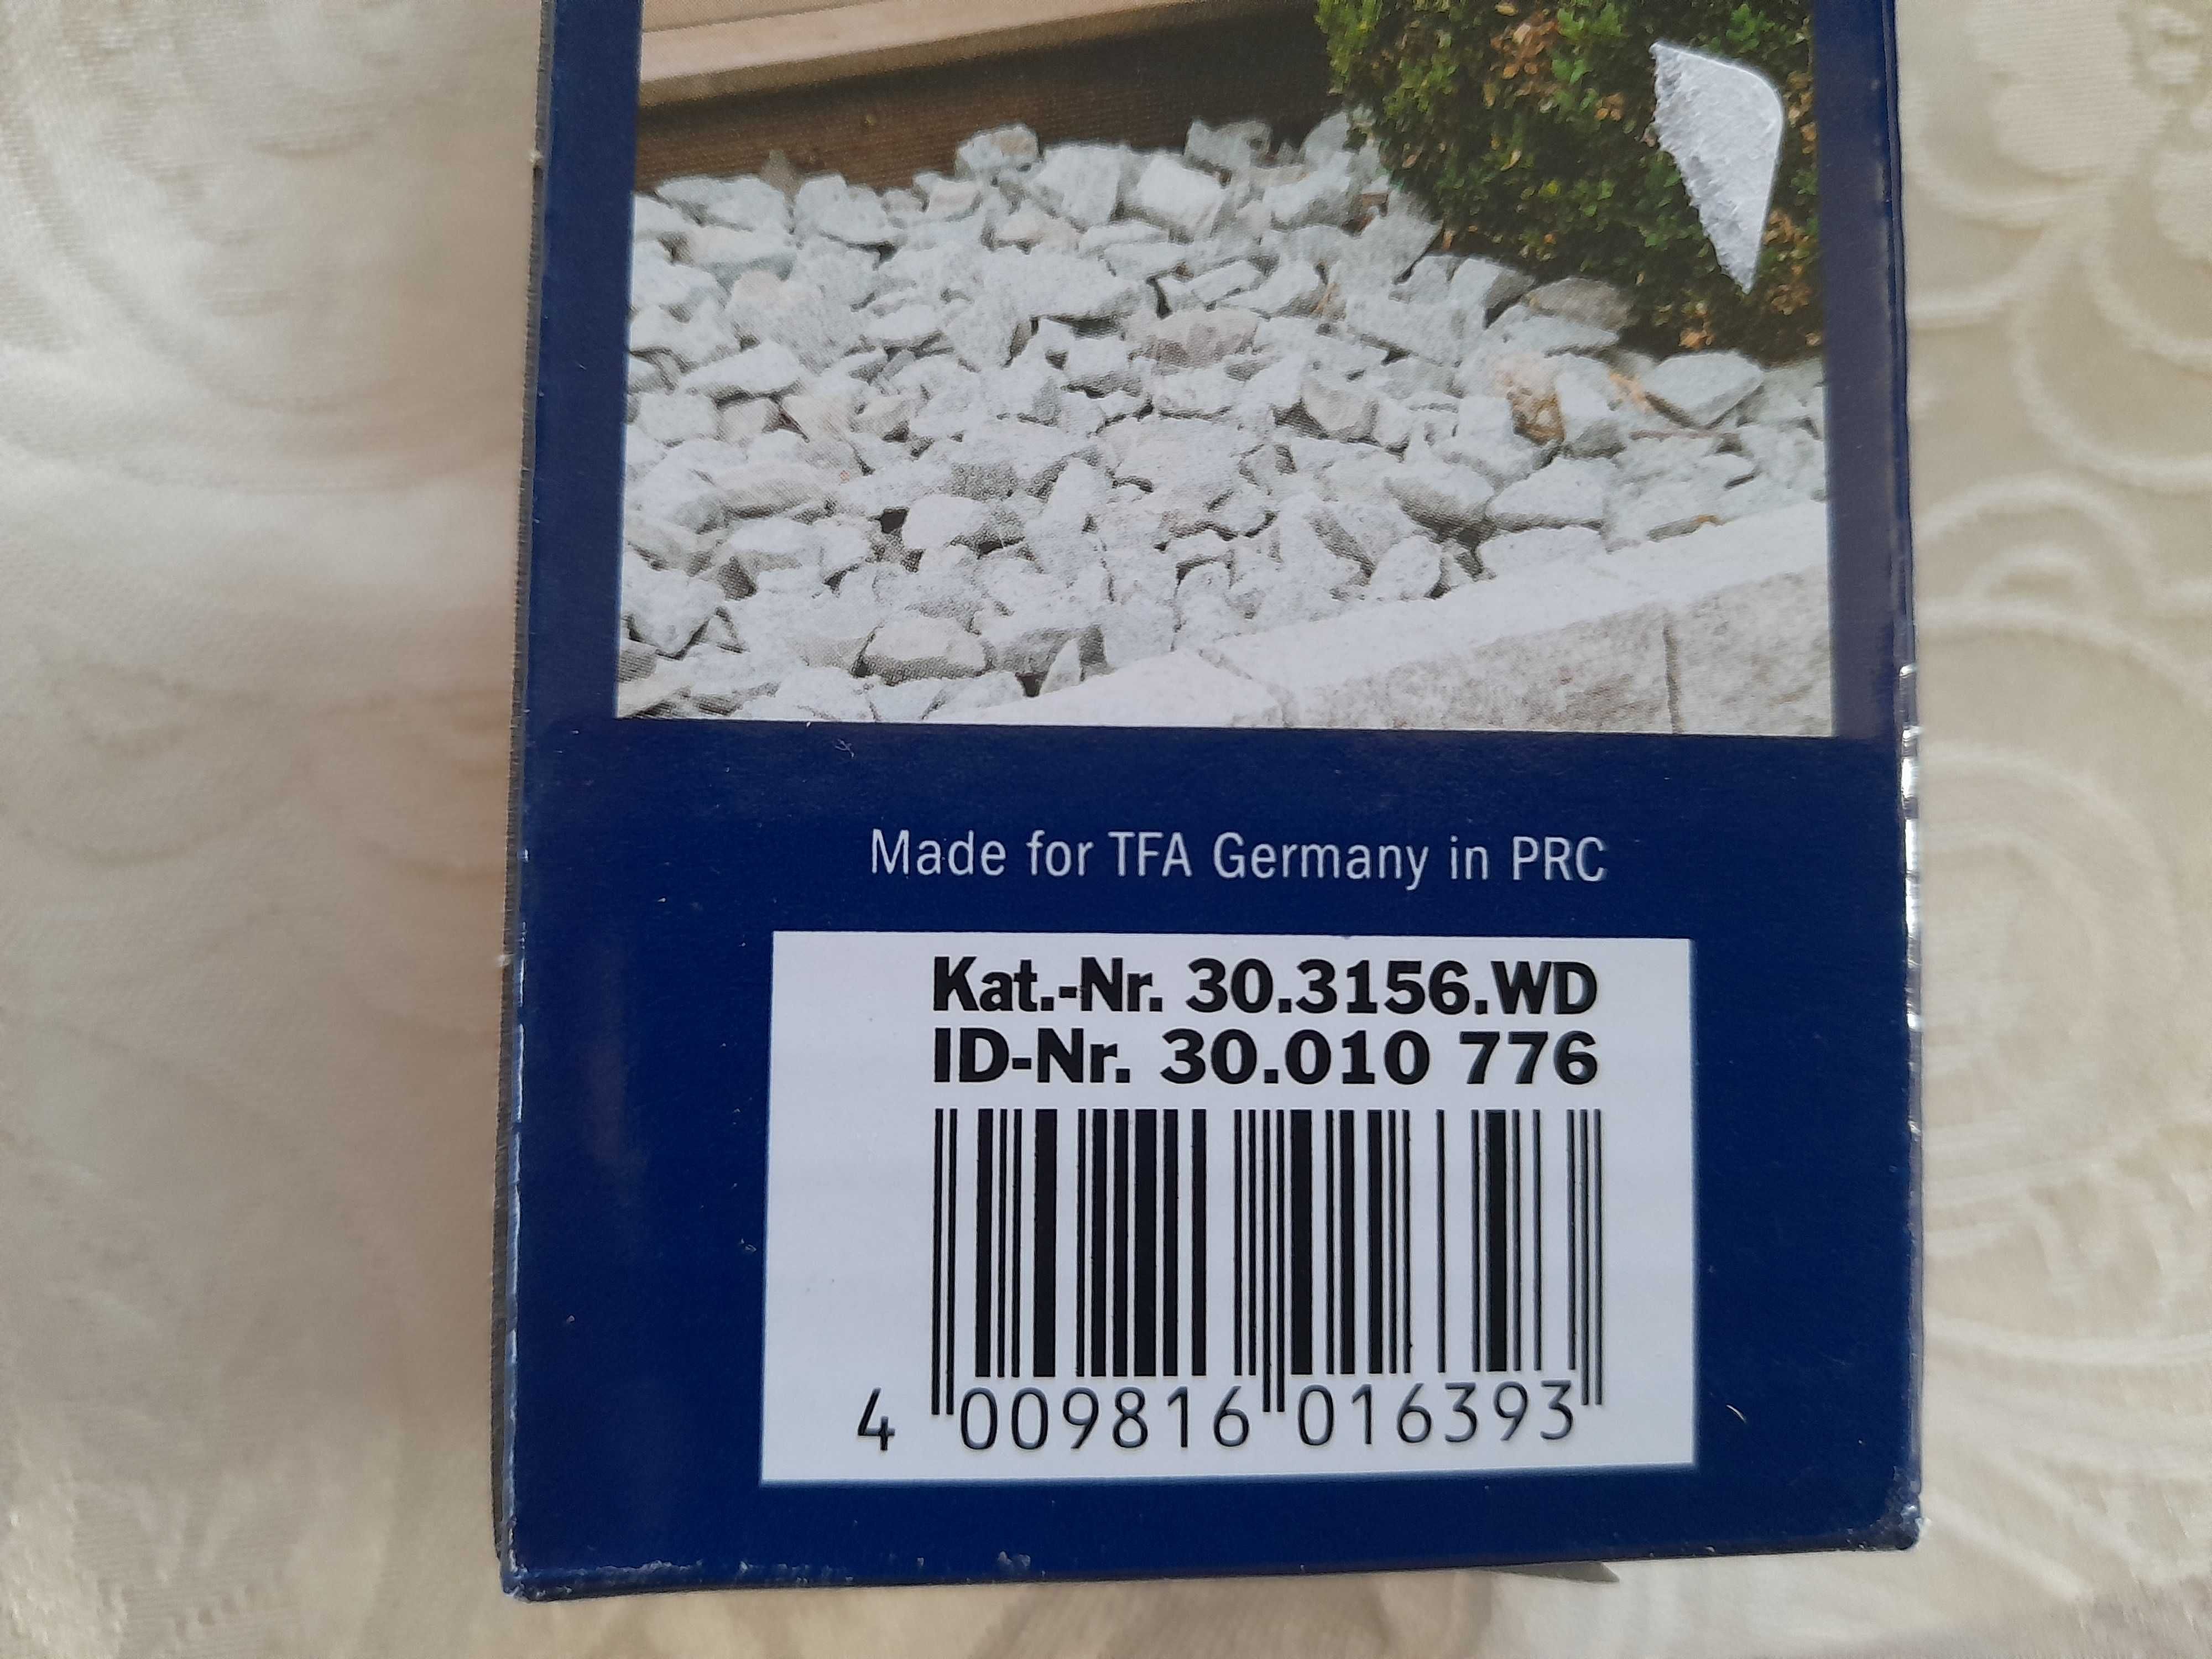 Made for TFA Germany in PRC
Kat.-Nr. 30.3156.WD
ID-Nr. 30.010 776
4 009816 016393